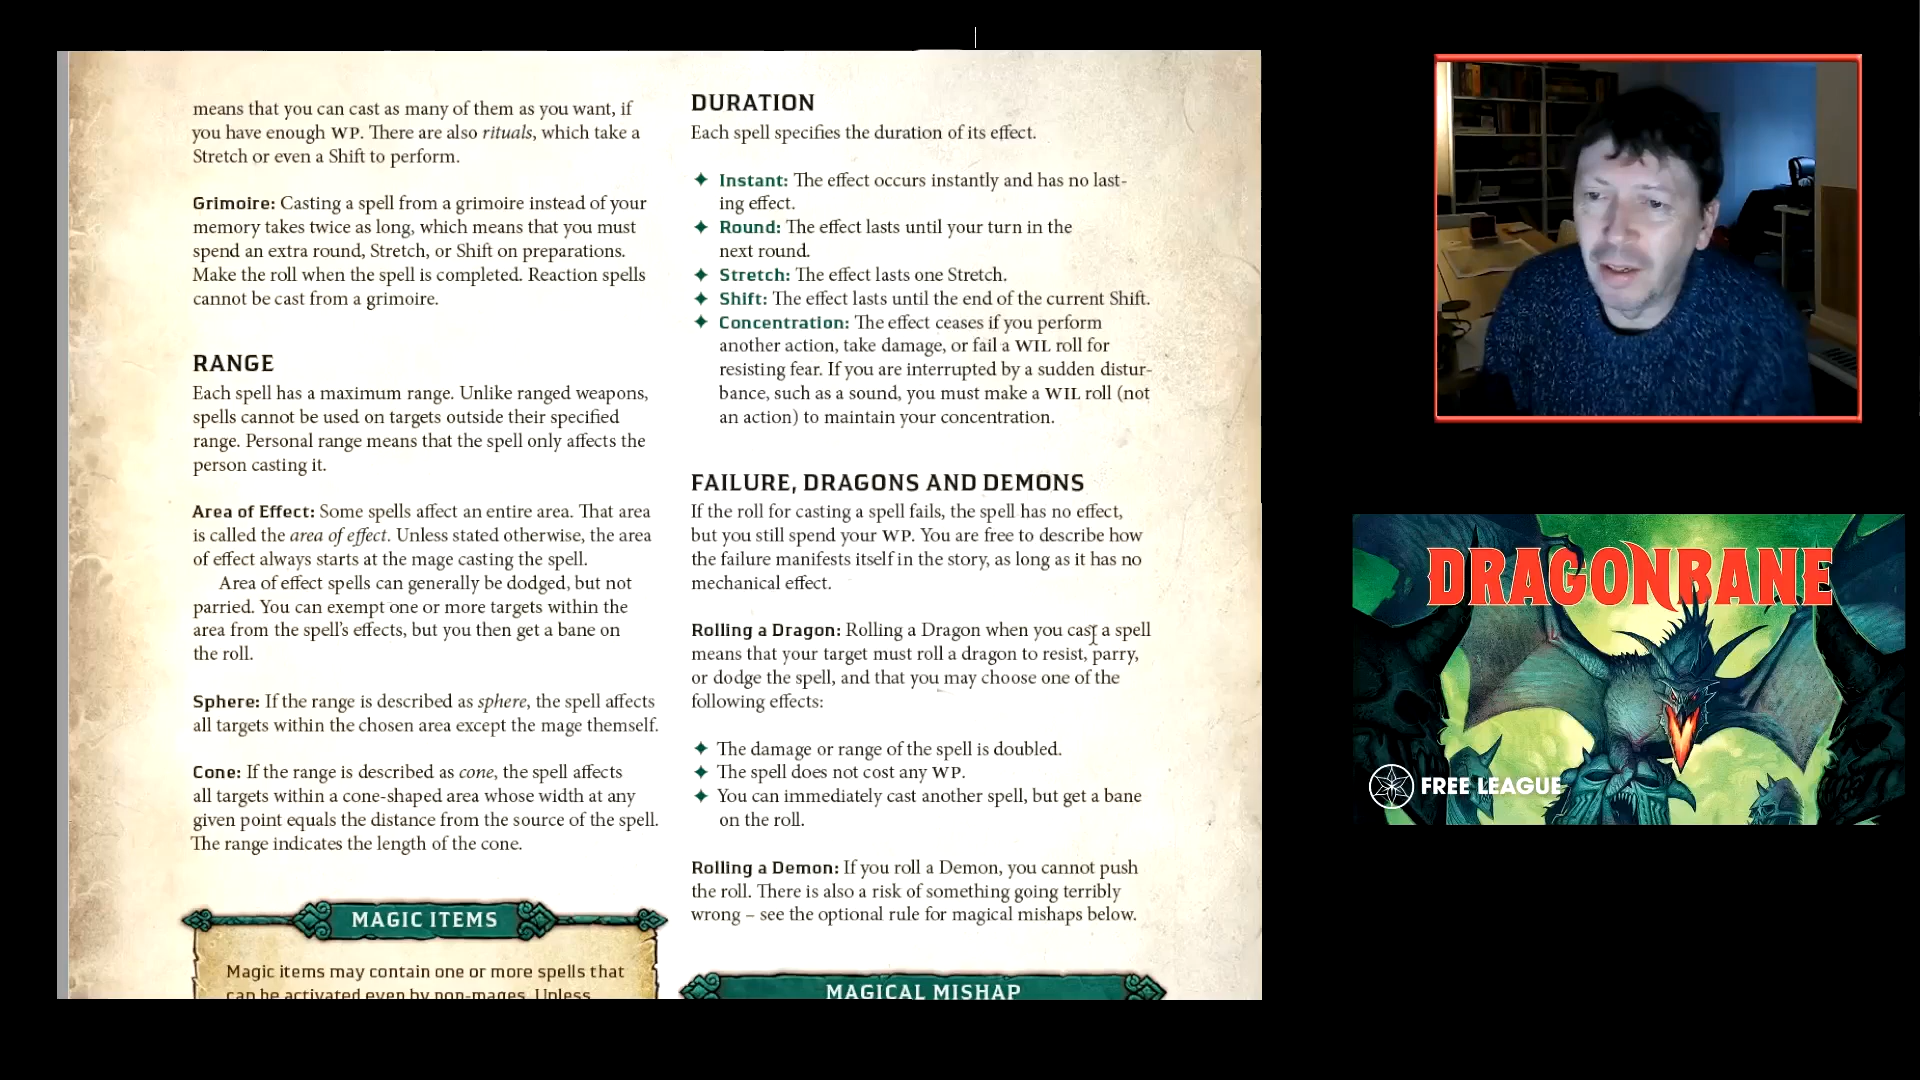 means that you can cast as many of them as you want, if
you have enough WP. There are also rituals, which take a
Stretch or even a Shift to perform.
Grimoire: Casting a spell from a grimoire instead of your
memory takes twice as long, which means that you must
spend an extra round, Stretch, or Shift on preparations.
Make the roll when the spell is completed. Reaction spells
cannot be cast from a grimoire.
RANGE
Each spell has a maximum range. Unlike ranged weapons,
spells cannot be used on targets outside their specified
range. Personal range means that the spell only affects the
person casting it.
Area of Effect: Some spells affect an entire area. That area
is called the area of effect. Unless stated otherwise, the area
of effect always starts at the mage casting the spell.
Area of effect spells can generally be dodged, but not
parried. You can exempt one or more targets within the
area from the spell's effects, but you then get a bane on
the roll.
Sphere: If the range is described as sphere, the spell affects
all targets within the chosen area except the mage themself.
Cone: If the range is described as cone, the spell affects
all targets within a cone-shaped area whose width at any
given point equals the distance from the source of the spell.
The range indicates the length of the cone.
MAGIC ITEMS
Magic items may contain one or more spells that
can be activated even by non-mages. Unless
DURATION
Each spell specifies the duration of its effect.
✦ Instant: The effect occurs instantly and has no last-
ing effect.
✦ Round: The effect lasts until your turn in the
next round.
✦ Stretch: The effect lasts one Stretch.
✦ Shift: The effect lasts until the end of the current Shift.
✦ Concentration: The effect ceases if you perform
another action, take damage, or fail a WIL roll for
resisting fear. If you are interrupted by a sudden distur-
bance, such as a sound, you must make a WIL roll (not
an action) to maintain your concentration.
FAILURE, DRAGONS AND DEMONS
If the roll for casting a spell fails, the spell has no effect,
but you still spend your WP. You are free to describe how
the failure manifests itself in the story, as long as it has no
mechanical effect.
Rolling a Dragon: Rolling a Dragon when you cast a spell
means that your target must roll a dragon to resist, parry,
or dodge the spell, and that you may choose one of the
following effects:
✦ The damage or range of the spell is doubled.
✦ The spell does not cost any WP.
✦ You can immediately cast another spell, but get a bane
on the roll.
Rolling a Demon: If you roll a Demon, you cannot push
the roll. There is also a risk of something going terribly
wrong – see the optional rule for magical mishaps below.
MAGICAL MISHAP
DRAGONBANE
FREE LEAGUE